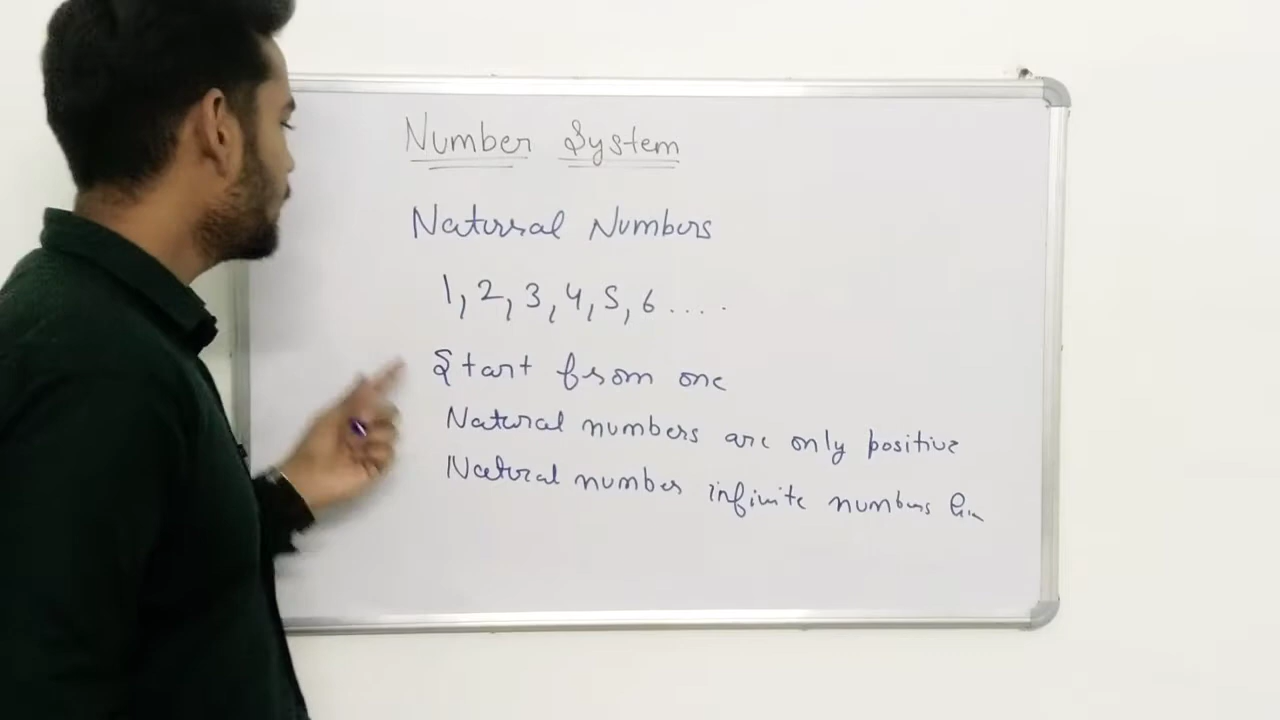 Number System
Natural Numbers
1, 2, 3, 4, 5, 6 ....
Start from one
Natural numbers are only positive
Natural number infinite numbers hin